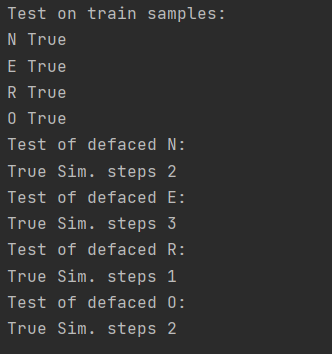 Test on train samples:
N True
E True
R True
O True
Test of defaced N:
True Sim. steps 2
Test of defaced E:
True Sim. steps 3
Test of defaced R:
True Sim. steps 1
Test of defaced O:
True Sim. steps 2